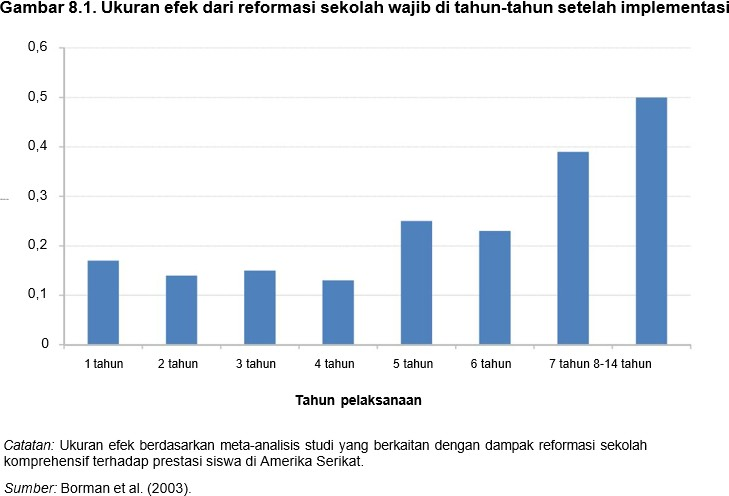 Gambar 8.1. Ukuran efek dari reformasi sekolah wajib di tahun-tahun setelah implementasi
0,6
0,5
0,4
0,3
0,2
0,1
0
1 tahun 2 tahun 3 tahun 4 tahun 5 tahun 6 tahun 7 tahun 8-14 tahun
Tahun pelaksanaan
Catatan: Ukuran efek berdasarkan meta-analisis studi yang berkaitan dengan dampak reformasi sekolah
komprehensif terhadap prestasi siswa di Amerika Serikat.
Sumber: Borman et al. (2003).